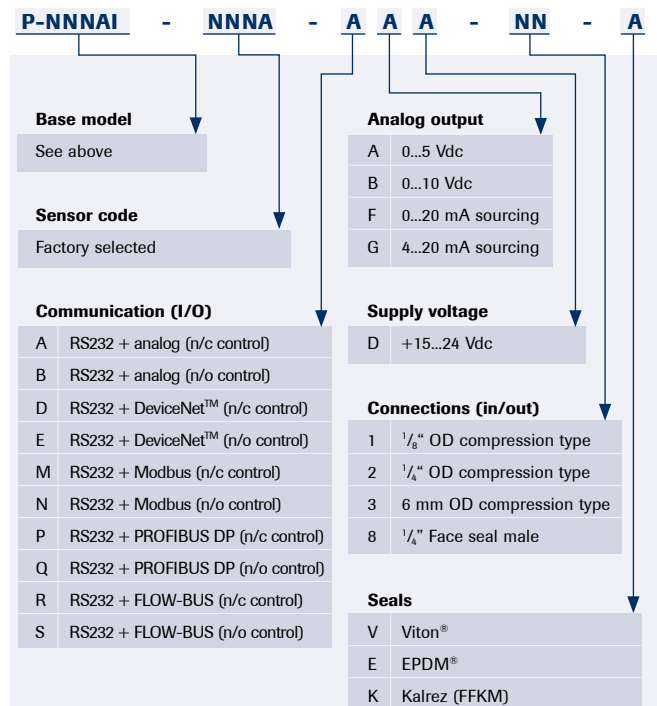 P-NNNAI - NNNA - A A A - NN - A
Base model
See above
Sensor code
Factory selected
Communication (I/O)
A RS232 + analog (n/c control)
B RS232 + analog (n/o control)
D RS232 + DeviceNet™ (n/c control)
E RS232 + DeviceNet™ (n/o control)
M RS232 + Modbus (n/c control)
N RS232 + Modbus (n/o control)
P RS232 + PROFIBUS DP (n/c control)
Q RS232 + PROFIBUS DP (n/o control)
R RS232 + FLOW-BUS (n/c control)
S RS232 + FLOW-BUS (n/o control)
Analog output
A 0...5 Vdc
B 0...10 Vdc
F 0...20 mA sourcing
G 4...20 mA sourcing
Supply voltage
D +15...24 Vdc
Connections (in/out)
1 1/8“ OD compression type
2 1/4“ OD compression type
3 6 mm OD compression type
8 1/4” Face seal male
Seals
V Viton®
E EPDM®
K Kalrez (FFKM)